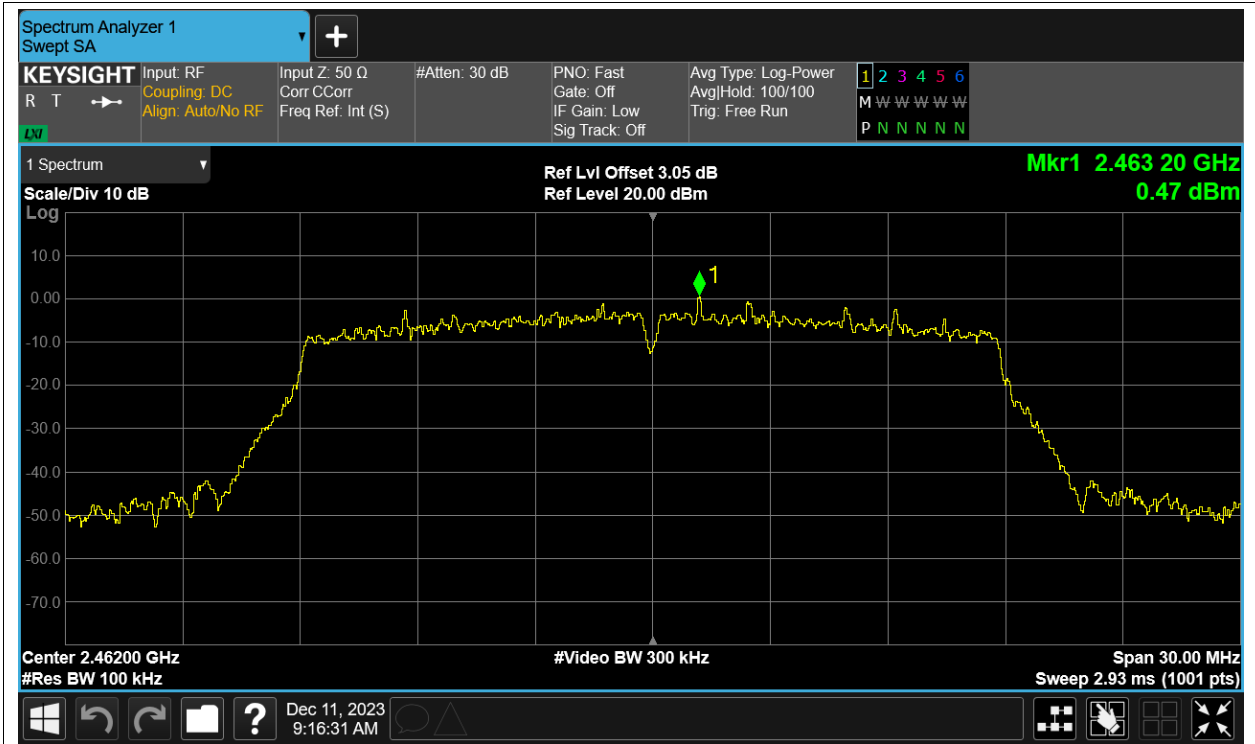 Spectrum Analyzer 1
Swept SA
KEYSIGHT
R T
LXI
Input: RF
Coupling: DC
Align: Auto/No RF
Input Z: 50 Ω
Corr CCorr
Freq Ref: Int (S)
#Atten: 30 dB
PNO: Fast
Gate: Off
IF Gain: Low
Sig Track: Off
Avg Type: Log-Power
Avg|Hold: 100/100
Trig: Free Run
1 2 3 4 5 6
M W W W W W
P N N N N N
1 Spectrum
Scale/Div 10 dB
Log
Ref Lvl Offset 3.05 dB
Ref Level 20.00 dBm
Mkr1 2.463 20 GHz
0.47 dBm
1
10.0
0.00
-10.0
-20.0
-30.0
-40.0
-50.0
-60.0
-70.0
Center 2.46200 GHz
#Res BW 100 kHz
#Video BW 300 kHz
Span 30.00 MHz
Sweep 2.93 ms (1001 pts)
?
Dec 11, 2023
9:16:31 AM